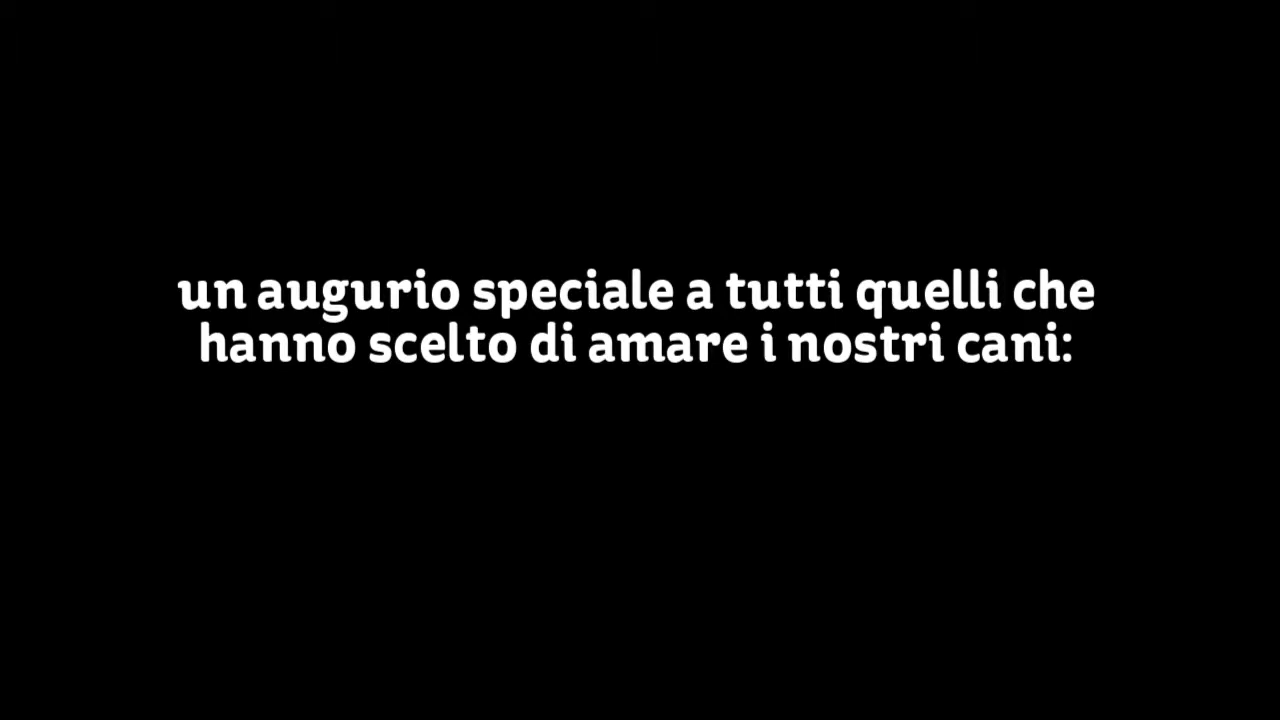 un augurio speciale a tutti quelli che
hanno scelto di amare i nostri cani: